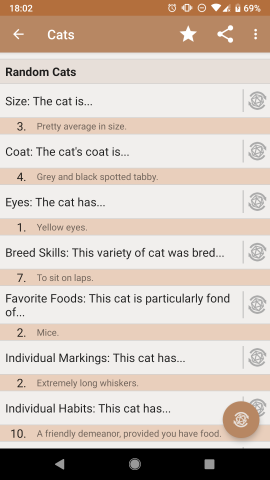 18:02
69%
Cats
Random Cats
Size: The cat is...
3. Pretty average in size.
Coat: The cat's coat is...
4. Grey and black spotted tabby.
Eyes: The cat has...
1. Yellow eyes.
Breed Skills: This variety of cat was bred...
7. To sit on laps.
Favorite Foods: This cat is particularly fond
of...
2. Mice.
Individual Markings: This cat has...
2. Extremely long whiskers.
Individual Habits: This cat has...
10. A friendly demeanor, provided you have food.